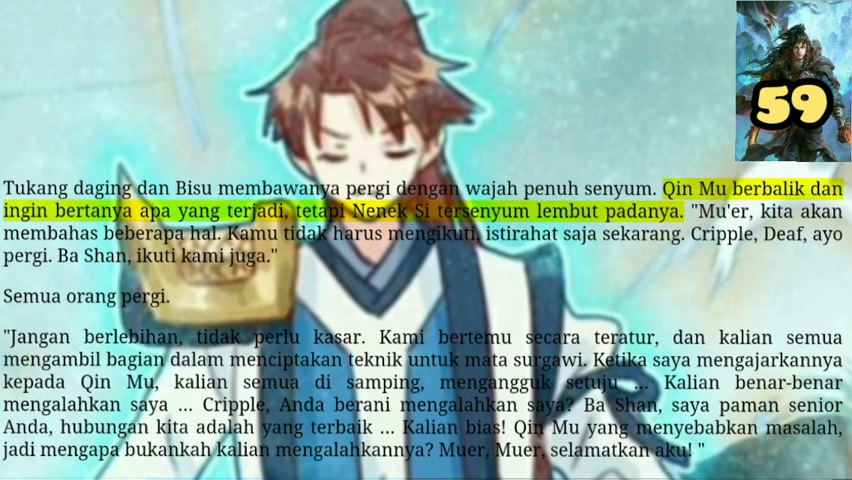 59
Tukang daging dan Bisu membawanya pergi dengan wajah penuh senyum. Qin Mu berbalik dan
ingin bertanya apa yang terjadi, tetapi Nenek Si tersenyum lembut padanya. "Mu'er, kita akan
membahas beberapa hal. Kamu tidak harus mengikuti, istirahat saja sekarang. Cripple, Deaf, ayo
pergi. Ba Shan, ikuti kami juga."
Semua orang pergi.
"Jangan berlebihan, tidak perlu kasar. Kami bertemu secara teratur, dan kalian semua
mengambil bagian dalam menciptakan teknik untuk mata surgawi. Ketika saya mengajarkannya
kepada Qin Mu, kalian semua di samping, mengangguk setuju ... Kalian benar-benar
mengalahkan saya ... Cripple, Anda berani mengalahkan saya? Ba Shan, saya paman senior
Anda, hubungan kita adalah yang terbaik ... Kalian bias! Qin Mu yang menyebabkan masalah,
jadi mengapa bukankah kalian mengalahkannya? Muer, Muer, selamatkan aku! "